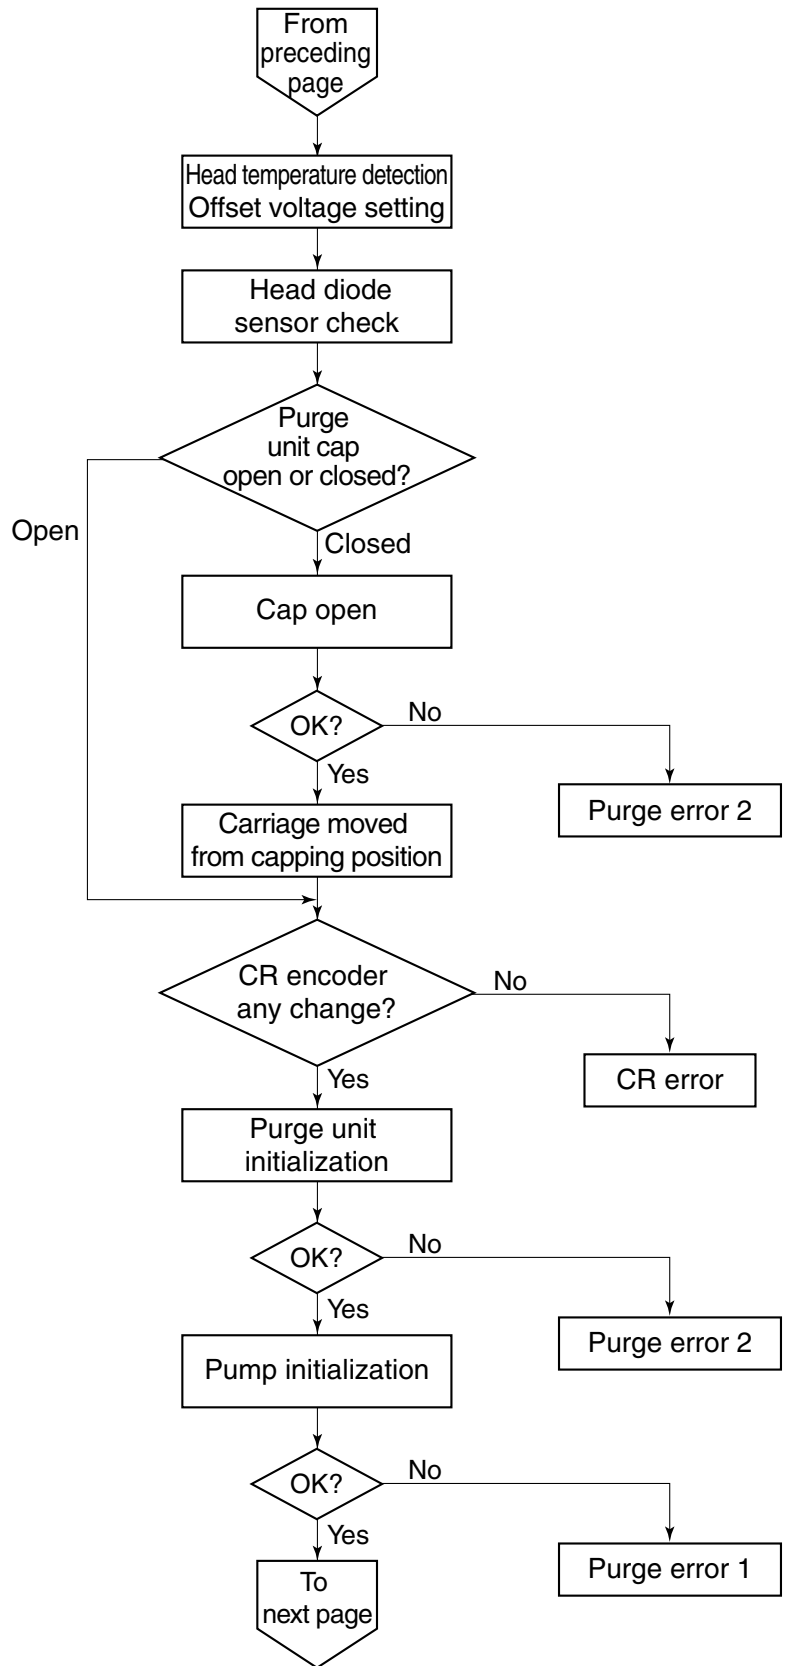 From
preceding
page
Head temperature detection
Offset voltage setting
Head diode
sensor check
Purge
unit cap
open or closed?
Open
Closed
Cap open
OK?
No
Yes
Purge error 2
Carriage moved
from capping position
CR encoder
any change?
No
Yes
CR error
Purge unit
initialization
OK?
No
Yes
Purge error 2
Pump initialization
OK?
No
Yes
Purge error 1
To
next page